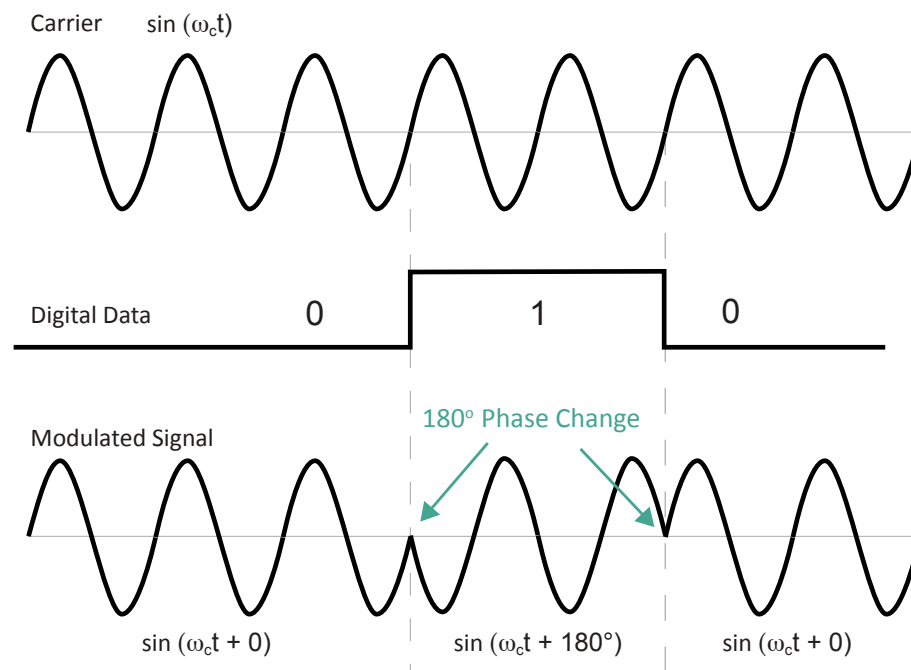 Carrier sin (ωct)
Digital Data 0 1 0
180° Phase Change
Modulated Signal
sin (ωct + 0) sin (ωct + 180°) sin (ωct + 0)